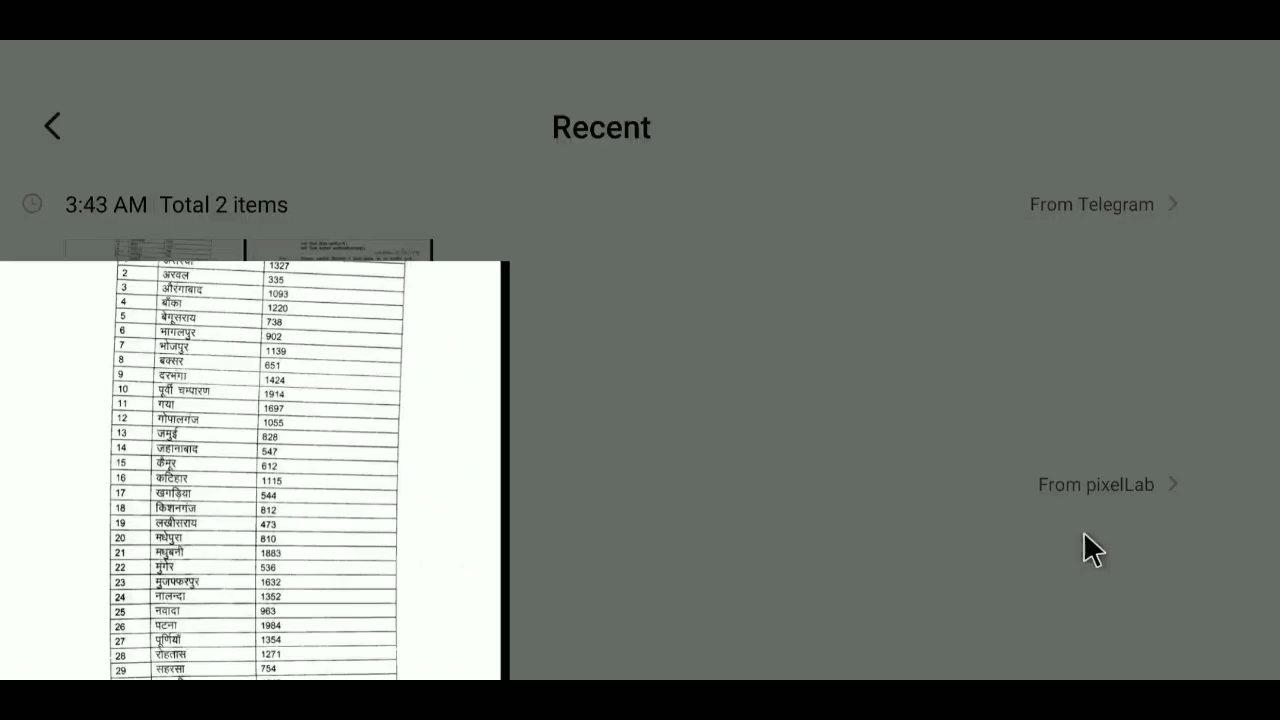 Recent
3:43 AM Total 2 items
From Telegram
1327
2 अरवल 335
3 औरंगाबाद 1093
4 बाँका 1220
5 बेगूसराय 738
6 भागलपुर 902
7 भोजपुर 1139
8 बक्सर 651
9 दरभंगा 1424
10 पूर्वी चम्पारण 1914
11 गया 1697
12 गोपालगंज 1055
13 जमुई 828
14 जहानाबाद 547
15 कैमूर 612
16 कटिहार 1115
17 खगड़िया 544
From pixelLab
18 किशनगंज 812
19 लखीसराय 473
20 मधेपुरा 810
21 मधुबनी 1883
22 मुंगेर 536
23 मुजफ्फरपुर 1632
24 नालन्दा 1352
25 नवादा 963
26 पटना 1984
27 पूर्णियाँ 1354
28 रोहतास 1271
29 सहरसा 754